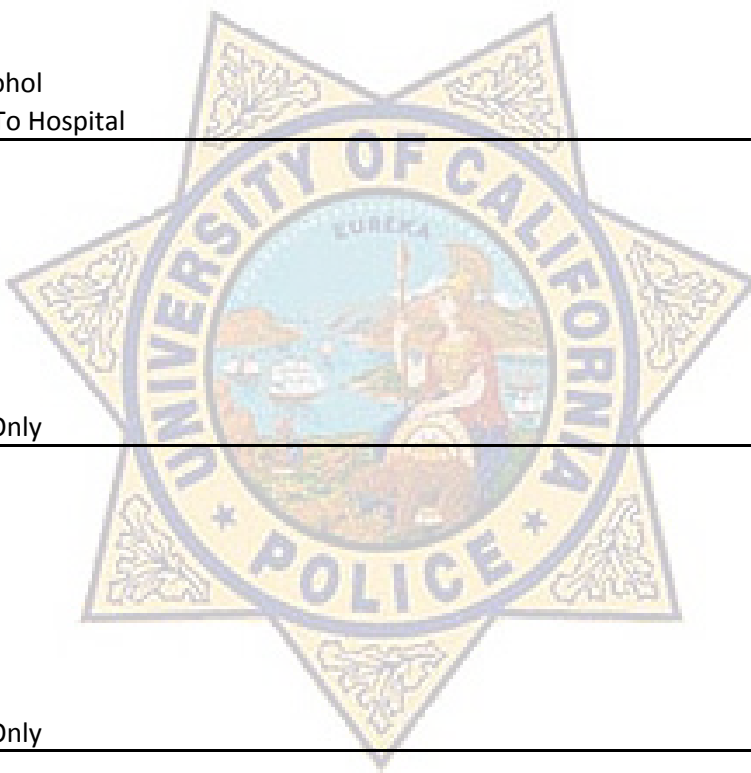 ohol
To Hospital
UNIVERSITY OF CALIFORNIA
EUREKA
Only
POLICE
Only